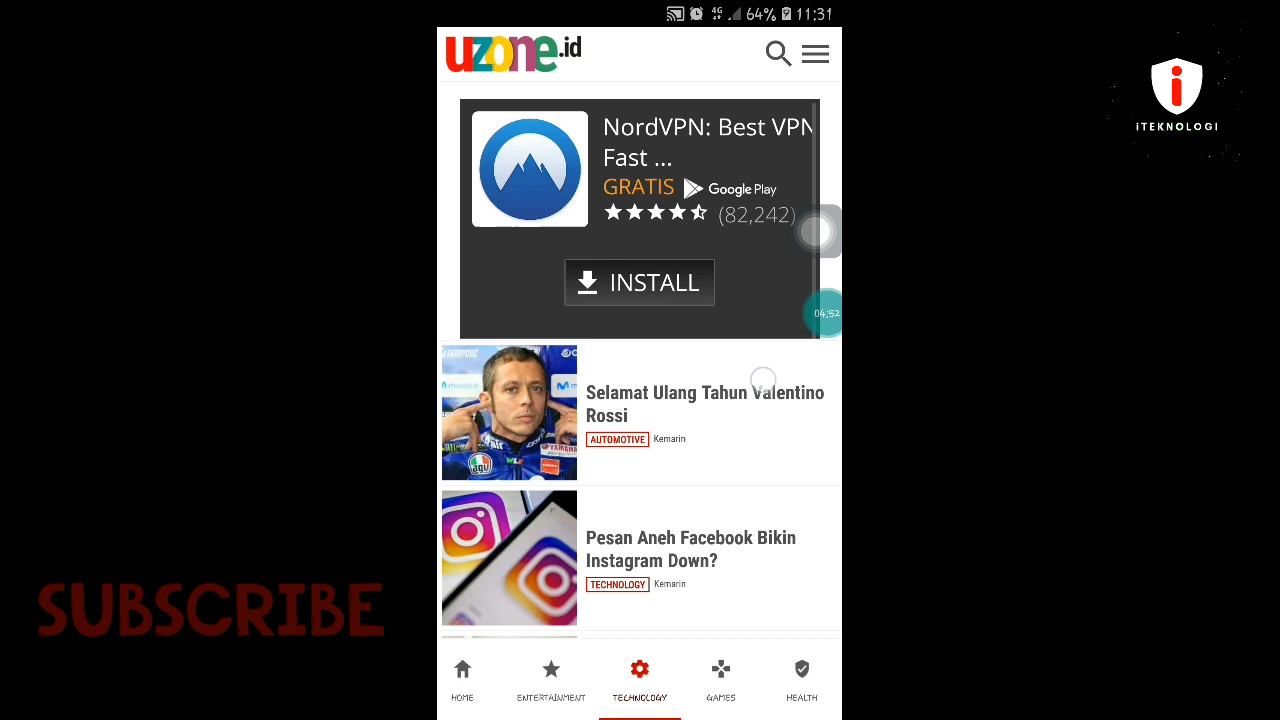 4G 64% 11:31
uzone.id
iTEKNOLOGI
NordVPN: Best VPN
Fast ...
GRATIS Google Play
(82,242)
INSTALL
04:52
Selamat Ulang Tahun Valentino
Rossi
AUTOMOTIVE Kemarin
Pesan Aneh Facebook Bikin
Instagram Down?
TECHNOLOGY Kemarin
SUBSCRIBE
HOME ENTERTAINMENT TECHNOLOGY GAMES HEALTH